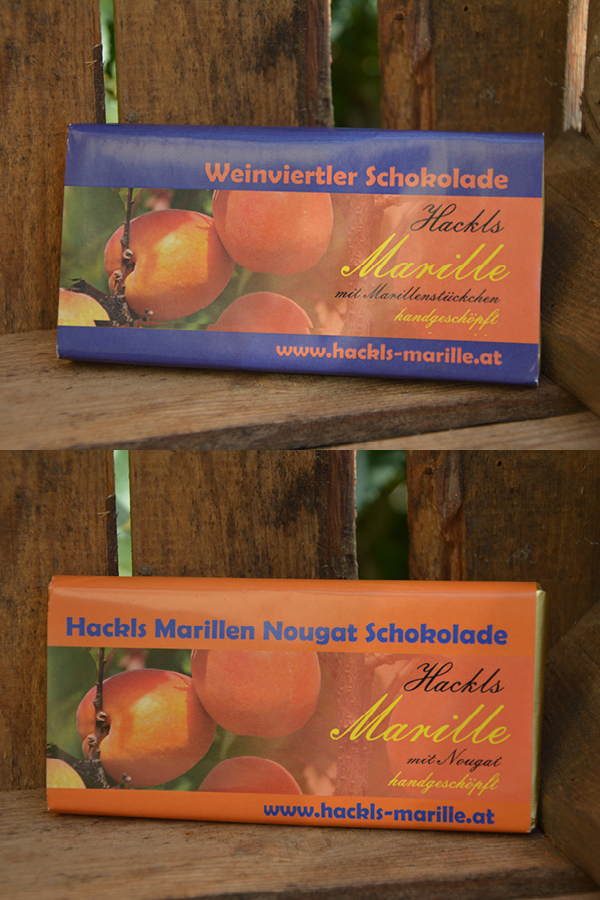 Weinviertler Schokolade
Hackls
Marille
mit Marillenstückchen
handgeschöpft
www.hackls-marille.at
Hackls Marillen Nougat Schokolade
Hackls
Marille
mit Nougat
handgeschöpft
www.hackls-marille.at